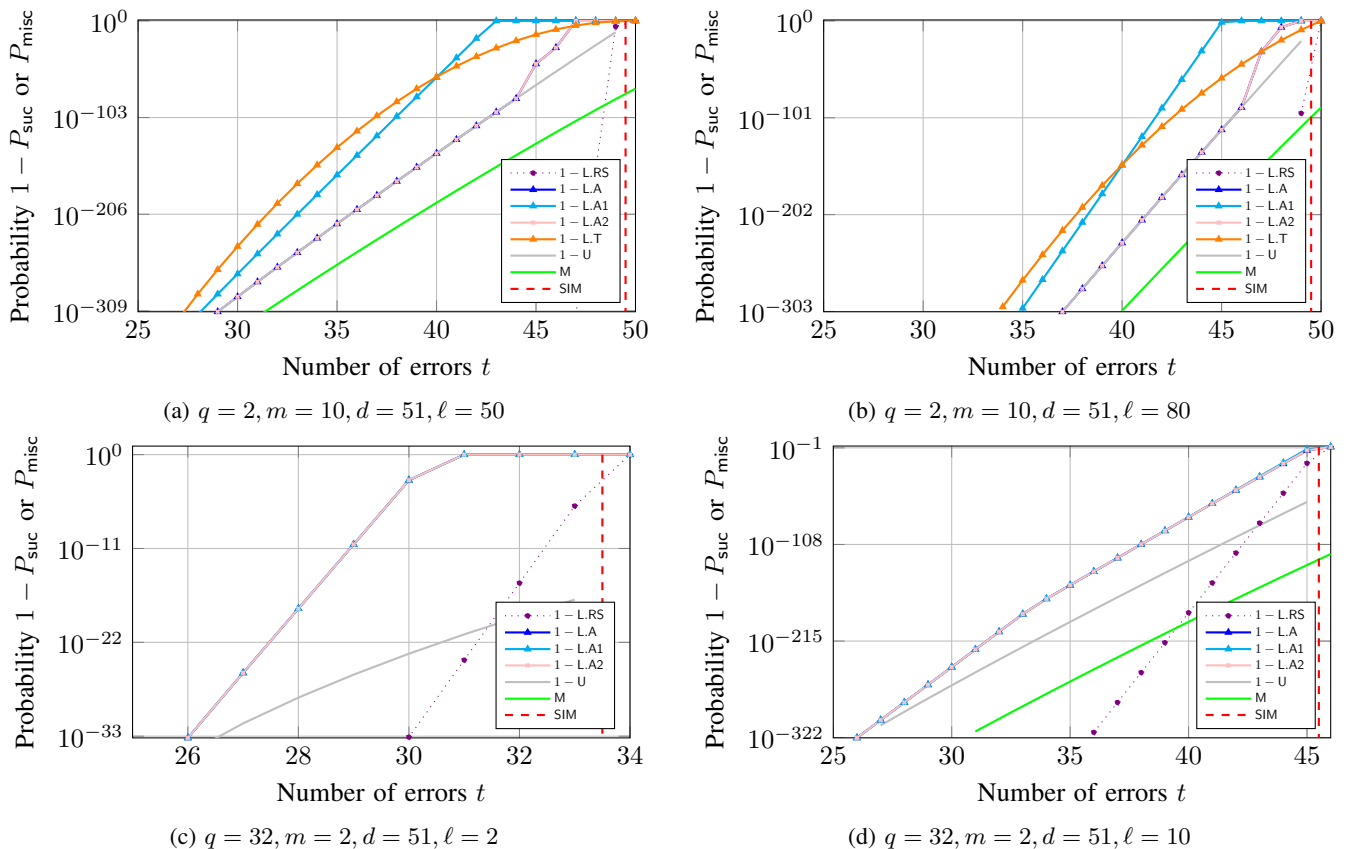 Probability 1 − P_suc or P_misc
10^0
10^−103
10^−206
10^−309
25 30 35 40 45 50
Number of errors t
1 − L.RS
1 − L.A
1 − L.A1
1 − L.A2
1 − L.T
1 − U
M
SIM
(a) q = 2, m = 10, d = 51, ℓ = 50
Probability 1 − P_suc or P_misc
10^0
10^−101
10^−202
10^−303
25 30 35 40 45 50
Number of errors t
1 − L.RS
1 − L.A
1 − L.A1
1 − L.A2
1 − L.T
1 − U
M
SIM
(b) q = 2, m = 10, d = 51, ℓ = 80
Probability 1 − P_suc or P_misc
10^0
10^−11
10^−22
10^−33
26 28 30 32 34
Number of errors t
1 − L.RS
1 − L.A
1 − L.A1
1 − L.A2
1 − U
M
SIM
(c) q = 32, m = 2, d = 51, ℓ = 2
Probability 1 − P_suc or P_misc
10^−1
10^−108
10^−215
10^−322
25 30 35 40 45
Number of errors t
1 − L.RS
1 − L.A
1 − L.A1
1 − L.A2
1 − U
M
SIM
(d) q = 32, m = 2, d = 51, ℓ = 10